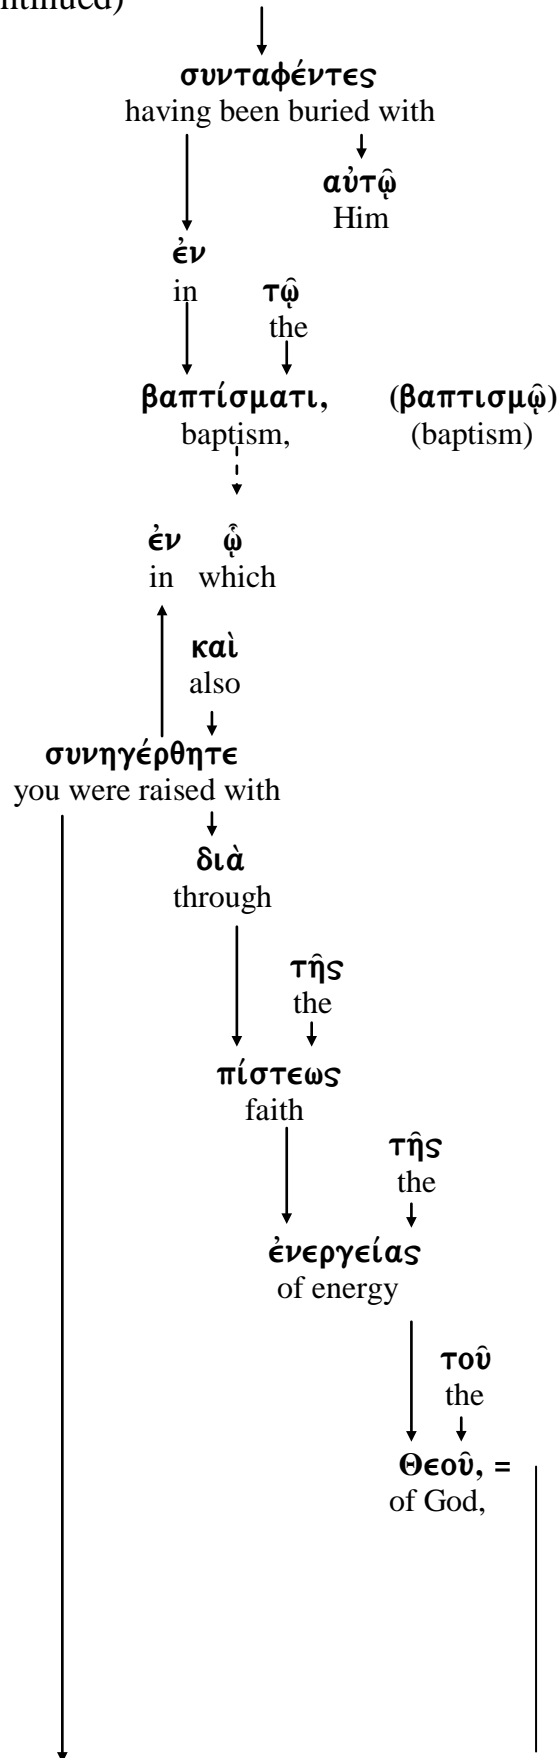 ntinued)
συνταφέντες
having been buried with
αὐτῷ
Him
ἐν
in τῷ
the
βαπτίσματι, (βαπτισμῷ)
baptism, (baptism)
ἐν ᾧ
in which
καὶ
also
συνηγέρθητε
you were raised with
διὰ
through
τῆς
the
πίστεως
faith
τῆς
the
ἐνεργείας
of energy
τοῦ
the
Θεοῦ, =
of God,